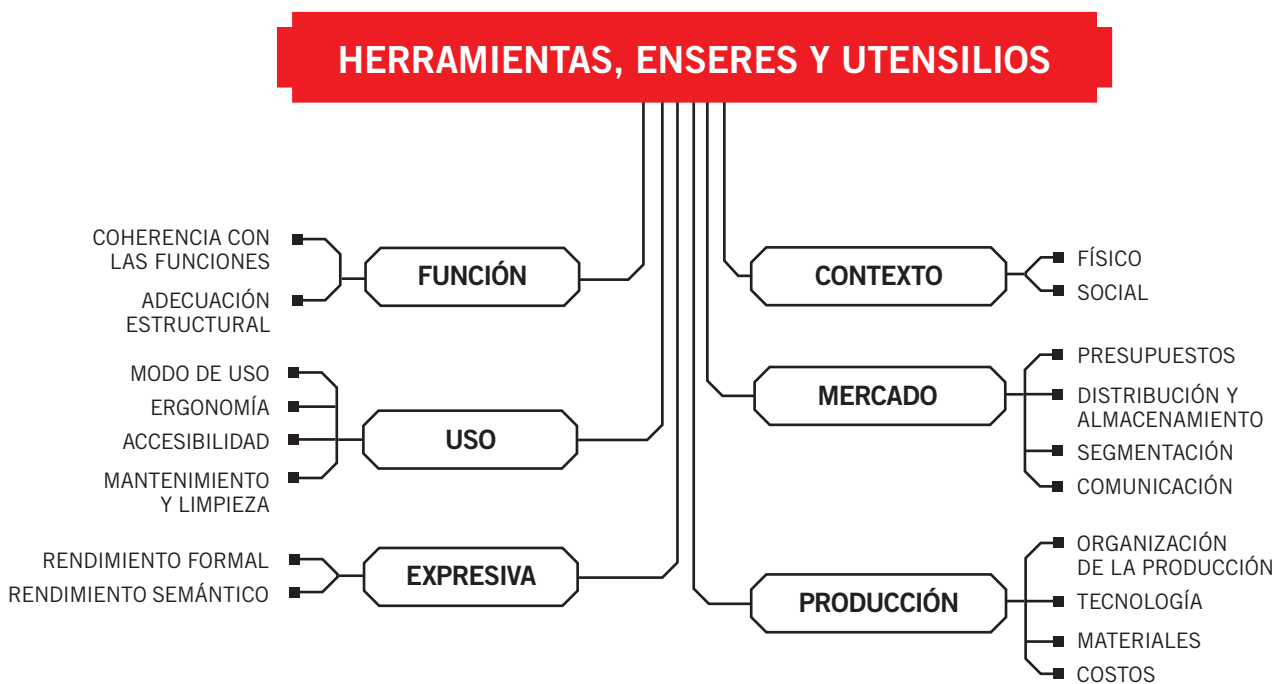 HERRAMIENTAS, ENSERES Y UTENSILIOS
COHERENCIA CON
LAS FUNCIONES
ADECUACIÓN
ESTRUCTURAL
FUNCIÓN
MODO DE USO
ERGONOMÍA
ACCESIBILIDAD
MANTENIMIENTO
Y LIMPIEZA
USO
RENDIMIENTO FORMAL
RENDIMIENTO SEMÁNTICO
EXPRESIVA
CONTEXTO
FÍSICO
SOCIAL
MERCADO
PRESUPUESTOS
DISTRIBUCIÓN Y
ALMACENAMIENTO
SEGMENTACIÓN
COMUNICACIÓN
PRODUCCIÓN
ORGANIZACIÓN
DE LA PRODUCCIÓN
TECNOLOGÍA
MATERIALES
COSTOS